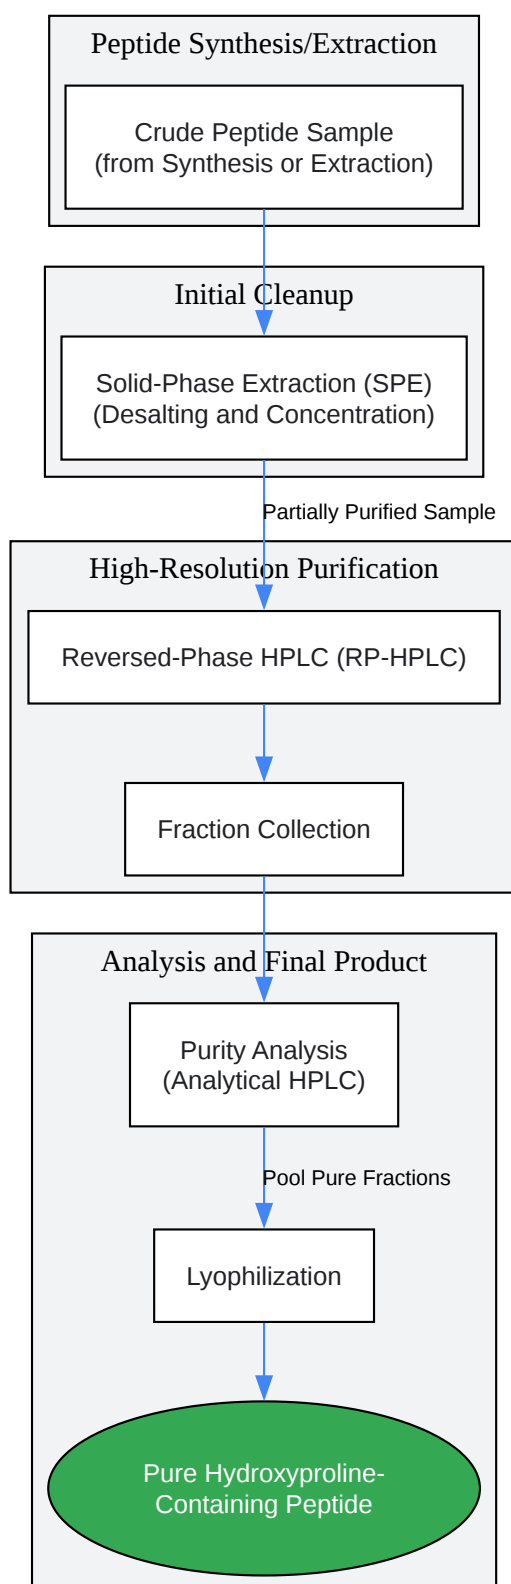 Peptide Synthesis/Extraction
Crude Peptide Sample
(from Synthesis or Extraction)
Initial Cleanup
Solid-Phase Extraction (SPE)
(Desalting and Concentration)
Partially Purified Sample
High-Resolution Purification
Reversed-Phase HPLC (RP-HPLC)
Fraction Collection
Analysis and Final Product
Purity Analysis
(Analytical HPLC)
Pool Pure Fractions
Lyophilization
Pure Hydroxyproline-
Containing Peptide